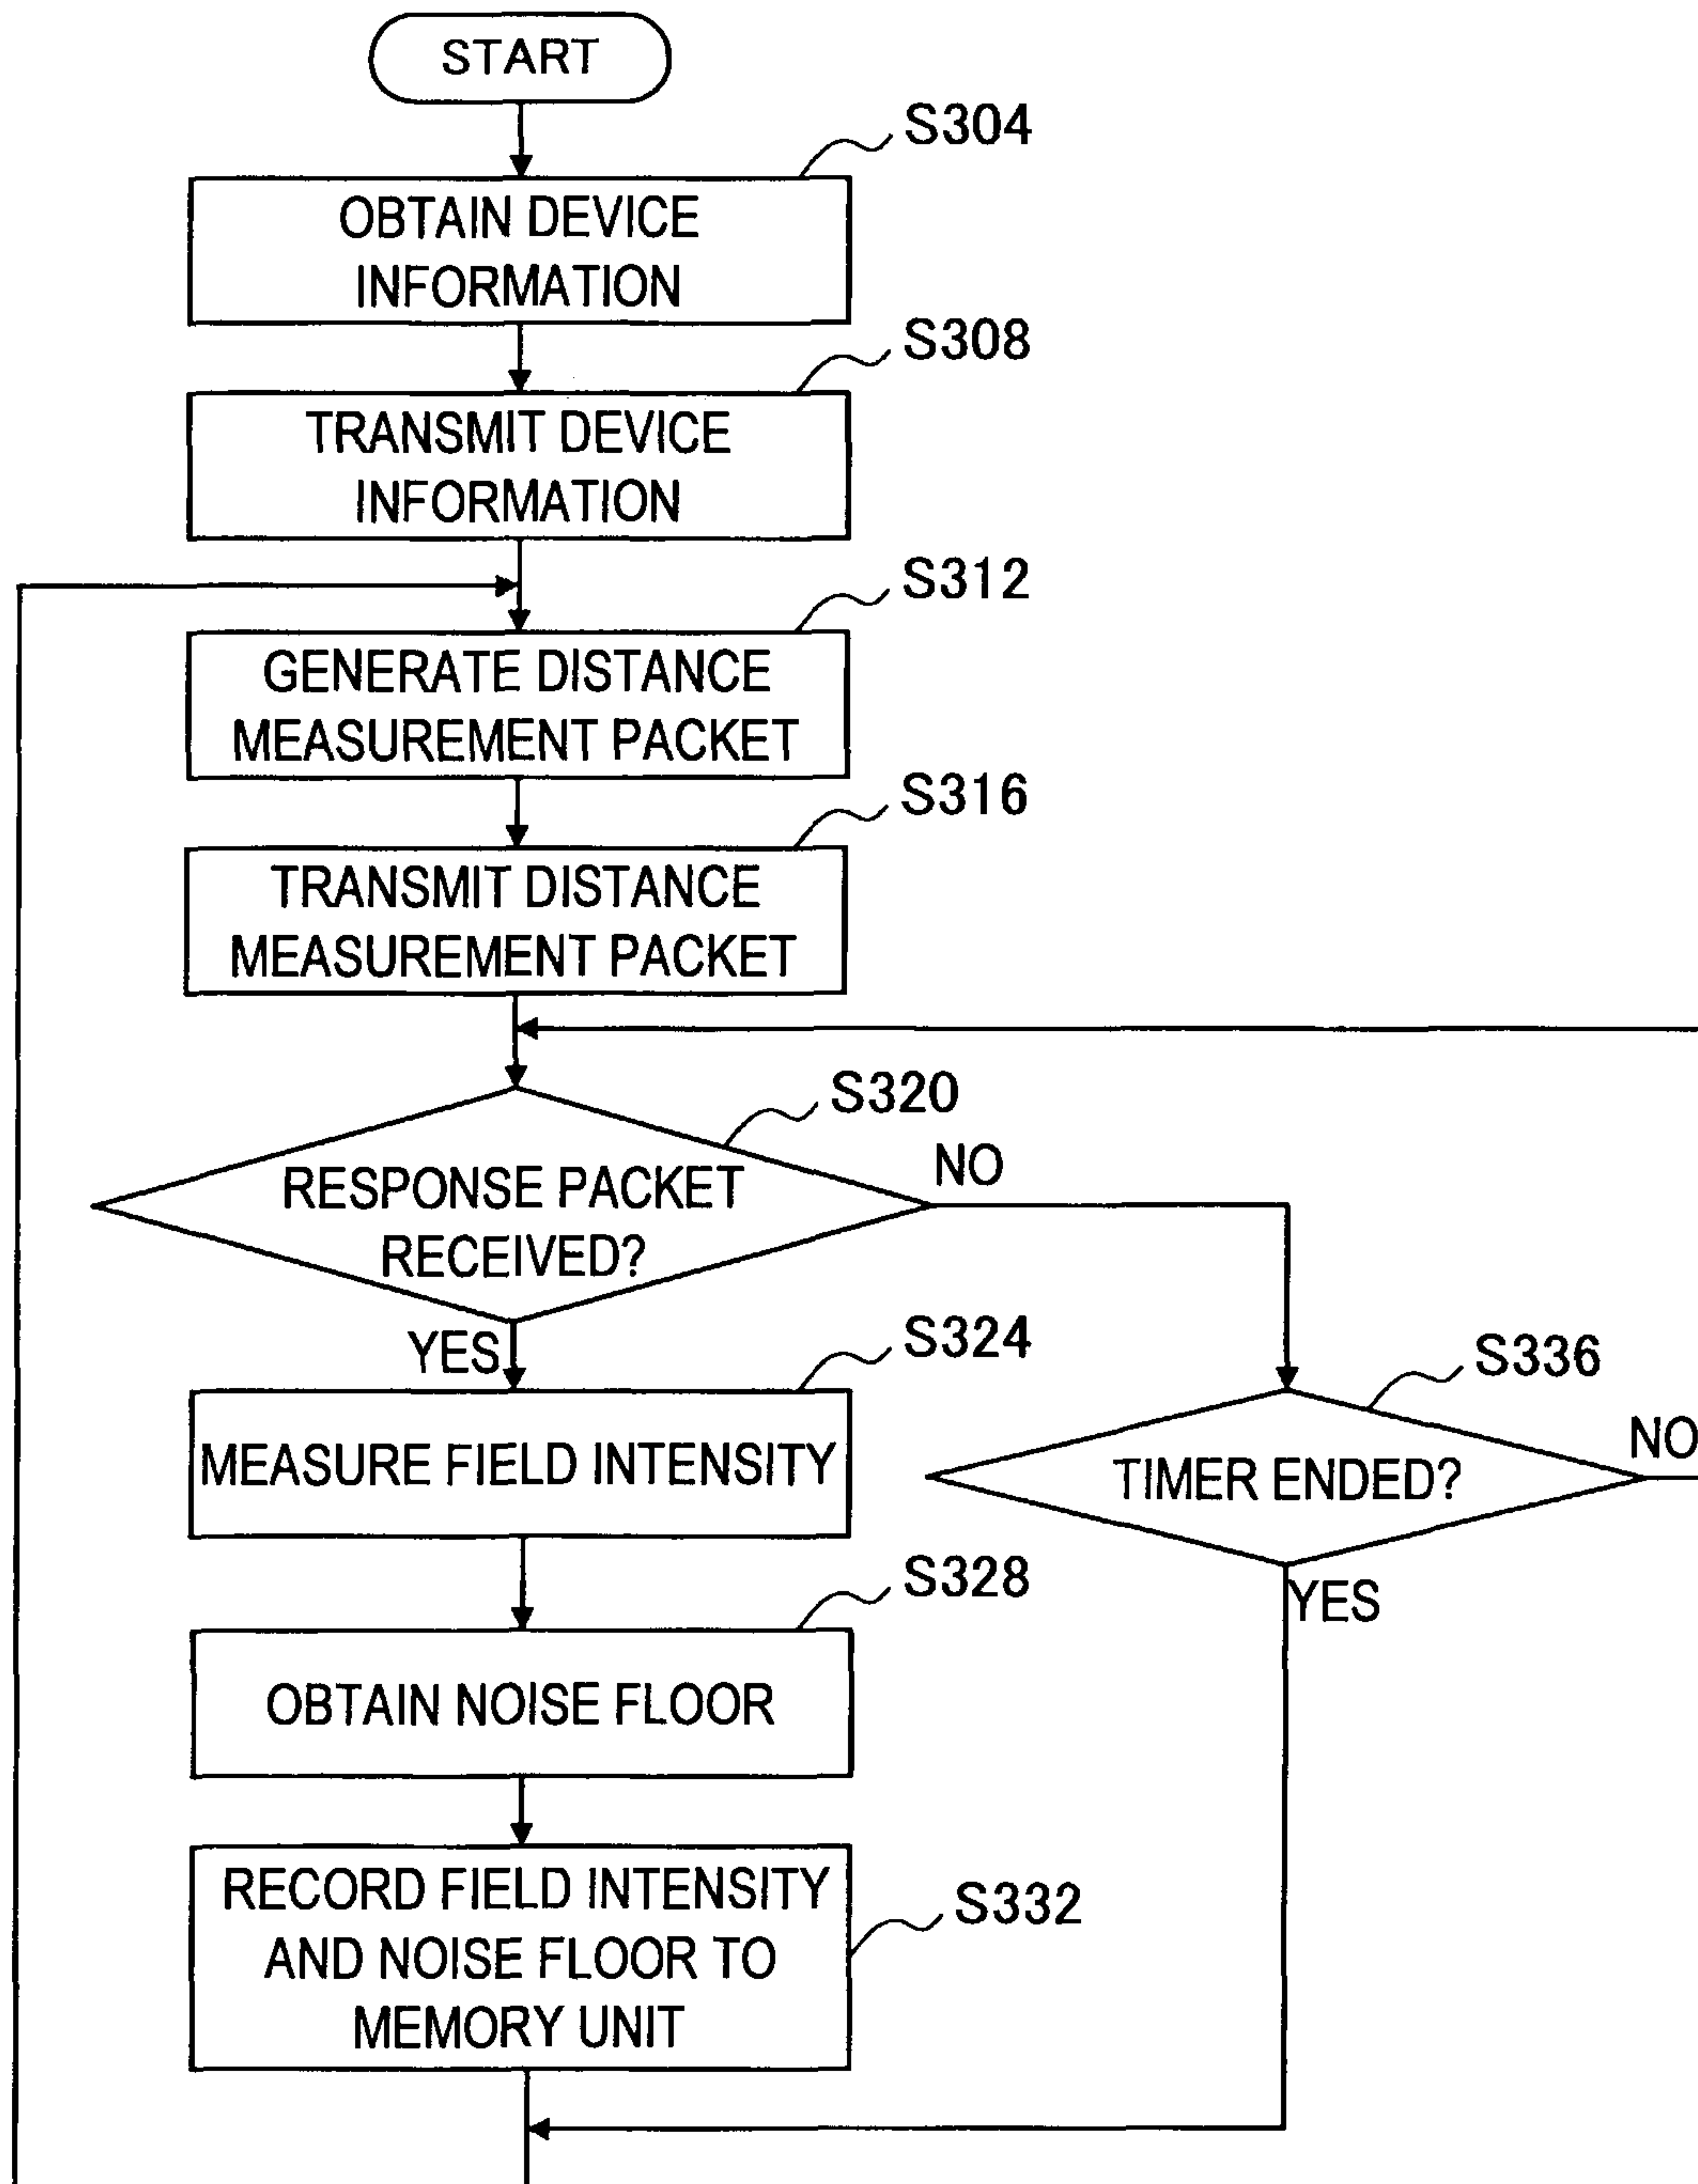 START
S304
OBTAIN DEVICE
INFORMATION
S308
TRANSMIT DEVICE
INFORMATION
S312
GENERATE DISTANCE
MEASUREMENT PACKET
S316
TRANSMIT DISTANCE
MEASUREMENT PACKET
S320
RESPONSE PACKET
RECEIVED?
NO
YES
S324
MEASURE FIELD INTENSITY
S336
TIMER ENDED?
NO
YES
S328
OBTAIN NOISE FLOOR
S332
RECORD FIELD INTENSITY
AND NOISE FLOOR TO
MEMORY UNIT